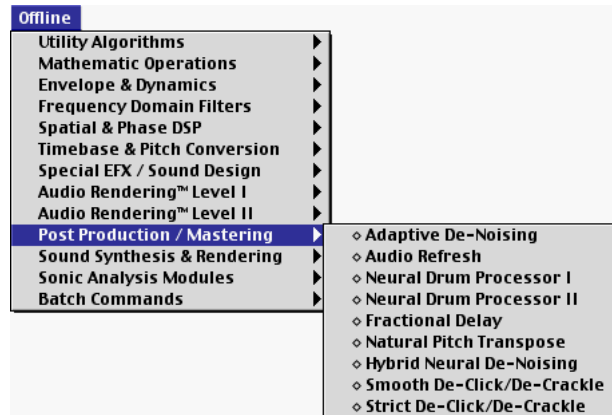 Offline
Utility Algorithms
Mathematic Operations
Envelope & Dynamics
Frequency Domain Filters
Spatial & Phase DSP
Timebase & Pitch Conversion
Special EFX / Sound Design
Audio Rendering™ Level I
Audio Rendering™ Level II
Post Production / Mastering
Sound Synthesis & Rendering
Sonic Analysis Modules
Batch Commands
Adaptive De-Noising
Audio Refresh
Neural Drum Processor I
Neural Drum Processor II
Fractional Delay
Natural Pitch Transpose
Hybrid Neural De-Noising
Smooth De-Click/De-Crackle
Strict De-Click/De-Crackle